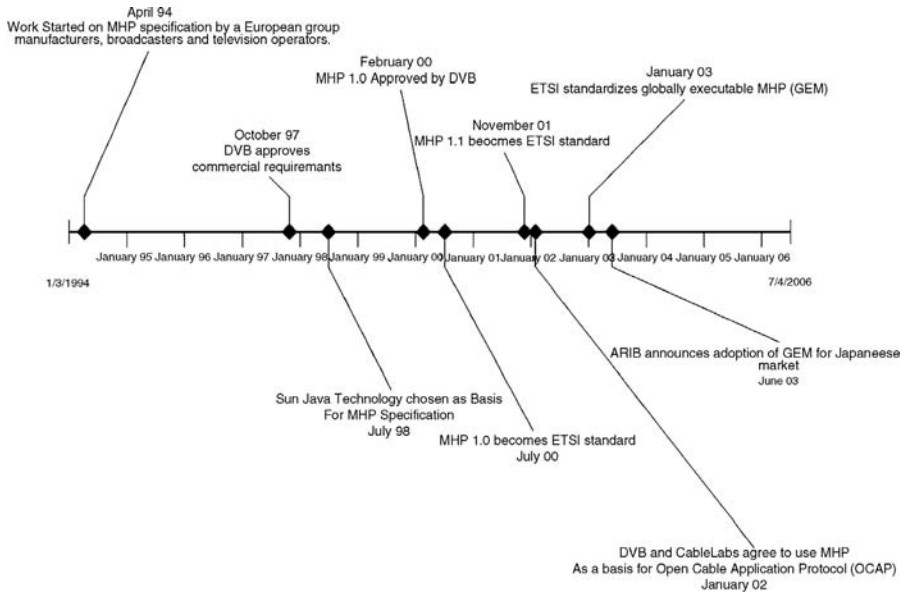 April 94
Work Started on MHP specification by a European group
manufacturers, broadcasters and television operators.
February 00
MHP 1.0 Approved by DVB
January 03
ETSI standardizes globally executable MHP (GEM)
October 97
DVB approves
commercial requiremants
November 01
MHP 1.1 beocmes ETSI standard
January 95 January 96 January 97 January 98 January 99 January 00 January 01 January 02 January 03 January 04 January 05 January 06
1/3/1994
7/4/2006
ARIB announces adoption of GEM for Japaneese
market
June 03
Sun Java Technology chosen as Basis
For MHP Specification
July 98
MHP 1.0 becomes ETSI standard
July 00
DVB and CableLabs agree to use MHP
As a basis for Open Cable Application Protocol (OCAP)
January 02